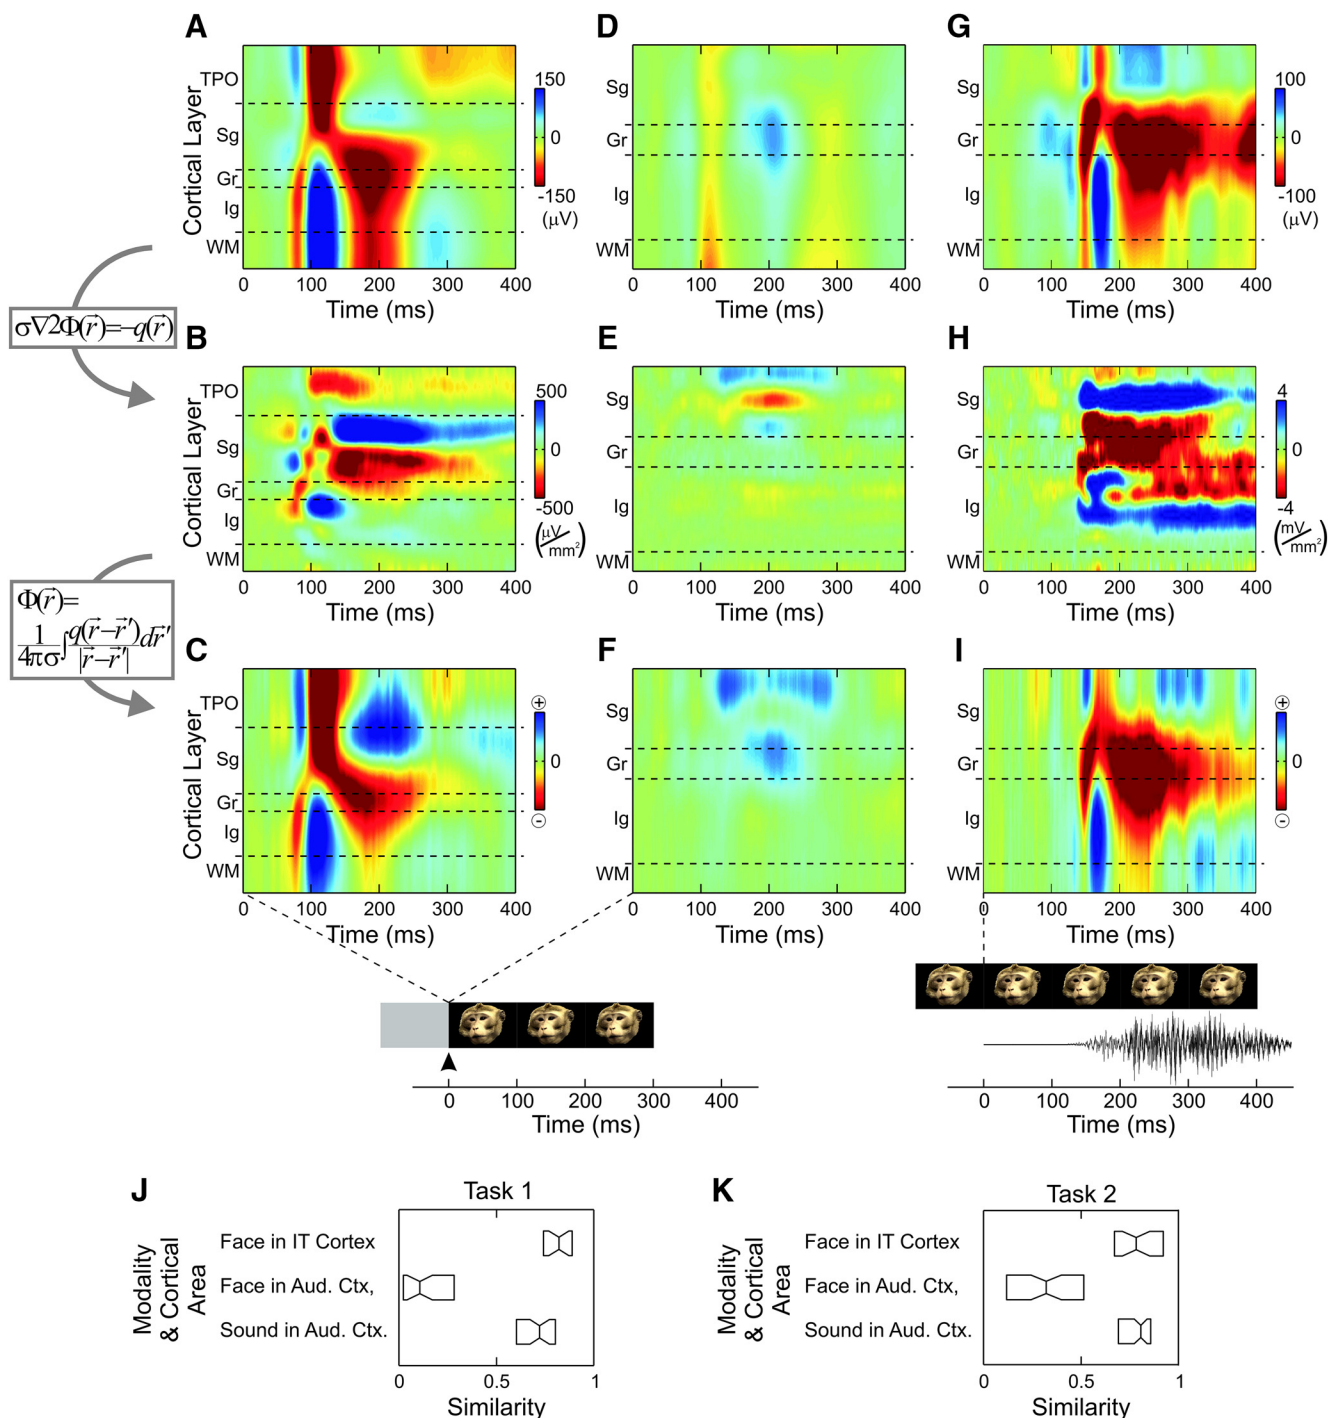 A
D
G
Cortical Layer
TPO
Sg
Gr
Ig
WM
0 100 200 300 400
Time (ms)
150
0
-150
(μV)
Sg
Gr
Ig
WM
0 100 200 300 400
Time (ms)
Sg
Gr
Ig
WM
0 100 200 300 400
Time (ms)
100
0
-100
(μV)
σ∇2Φ(r⃗)=-q(r⃗)
B
E
H
Cortical Layer
TPO
Sg
Gr
Ig
WM
0 100 200 300 400
Time (ms)
500
0
-500
(μV/mm²)
Sg
Gr
Ig
WM
0 100 200 300 400
Time (ms)
Sg
Gr
Ig
WM
0 100 200 300 400
Time (ms)
4
0
-4
(mV/mm²)
Φ(r⃗)=
1/4πσ ∫ q(r⃗-r⃗')/|r⃗-r⃗'| dr⃗'
C
F
I
Cortical Layer
TPO
Sg
Gr
Ig
WM
0 100 200 300 400
Time (ms)
+
0
-
Sg
Gr
Ig
WM
0 100 200 300 400
Time (ms)
Sg
Gr
Ig
WM
0 100 200 300 400
Time (ms)
+
0
-
0 100 200 300 400
Time (ms)
0 100 200 300 400
Time (ms)
J
Task 1
Modality
& Cortical
Area
Face in IT Cortex
Face in Aud. Ctx,
Sound in Aud. Ctx.
0 0.5 1
Similarity
K
Task 2
Modality
& Cortical
Area
Face in IT Cortex
Face in Aud. Ctx,
Sound in Aud. Ctx.
0 0.5 1
Similarity